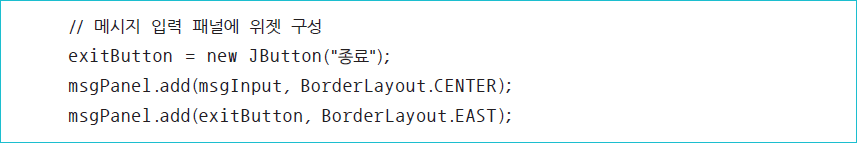 // 메시지 입력 패널에 위젯 구성
exitButton = new JButton("종료");
msgPanel.add(msgInput, BorderLayout.CENTER);
msgPanel.add(exitButton, BorderLayout.EAST);